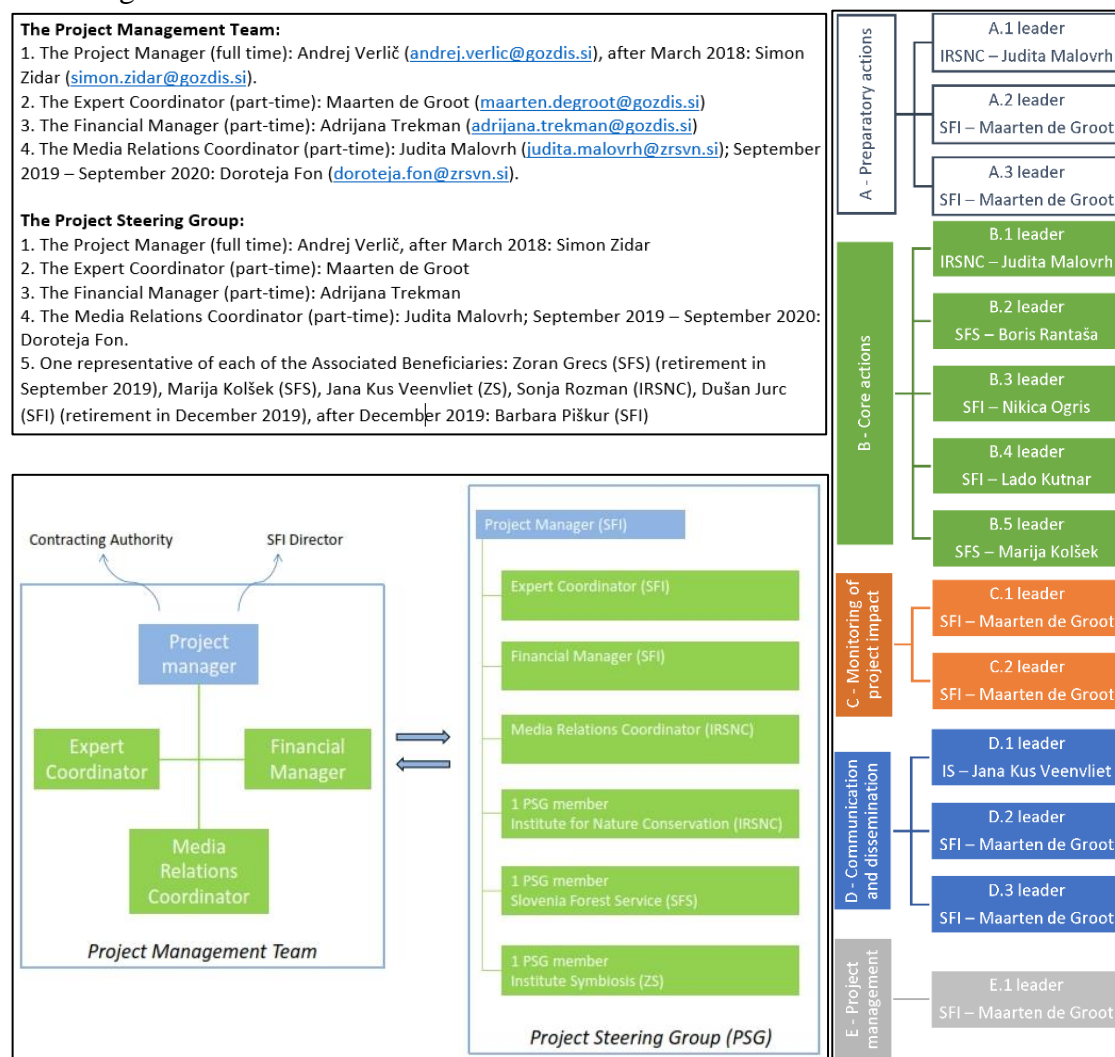 The Project Management Team:
1. The Project Manager (full time): Andrej Verlič (andrej.verlic@gozdis.si), after March 2018: Simon
Zidar (simon.zidar@gozdis.si).
2. The Expert Coordinator (part-time): Maarten de Groot (maarten.degroot@gozdis.si)
3. The Financial Manager (part-time): Adrijana Trekman (adrijana.trekman@gozdis.si)
4. The Media Relations Coordinator (part-time): Judita Malovrh (judita.malovrh@zrsvn.si); September
2019 – September 2020: Doroteja Fon (doroteja.fon@zrsvn.si).
The Project Steering Group:
1. The Project Manager (full time): Andrej Verlič, after March 2018: Simon Zidar
2. The Expert Coordinator (part-time): Maarten de Groot
3. The Financial Manager (part-time): Adrijana Trekman
4. The Media Relations Coordinator (part-time): Judita Malovrh; September 2019 – September 2020:
Doroteja Fon.
5. One representative of each of the Associated Beneficiaries: Zoran Grecs (SFS) (retirement in
September 2019), Marija Kolšek (SFS), Jana Kus Veenvliet (ZS), Sonja Rozman (IRSNC), Dušan Jurc
(SFI) (retirement in December 2019), after December 2019: Barbara Piškur (SFI)
Contracting Authority
SFI Director
Project
manager
Expert
Coordinator
Financial
Manager
Media
Relations
Coordinator
Project Management Team
Project Manager (SFI)
Expert Coordinator (SFI)
Financial Manager (SFI)
Media Relations Coordinator (IRSNC)
1 PSG member
Institute for Nature Conservation (IRSNC)
1 PSG member
Slovenia Forest Service (SFS)
1 PSG member
Institute Symbiosis (ZS)
Project Steering Group (PSG)
A - Preparatory actions
A.1 leader
IRSNC – Judita Malovrh
A.2 leader
SFI – Maarten de Groot
A.3 leader
SFI – Maarten de Groot
B - Core actions
B.1 leader
IRSNC – Judita Malovrh
B.2 leader
SFS – Boris Rantaša
B.3 leader
SFI – Nikica Ogris
B.4 leader
SFI – Lado Kutnar
B.5 leader
SFS – Marija Kolšek
C - Monitoring of
project impact
C.1 leader
SFI – Maarten de Groot
C.2 leader
SFI – Maarten de Groot
D - Communication
and dissemination
D.1 leader
IS – Jana Kus Veenvliet
D.2 leader
SFI – Maarten de Groot
D.3 leader
SFI – Maarten de Groot
E - Project
management
E.1 leader
SFI – Maarten de Groot